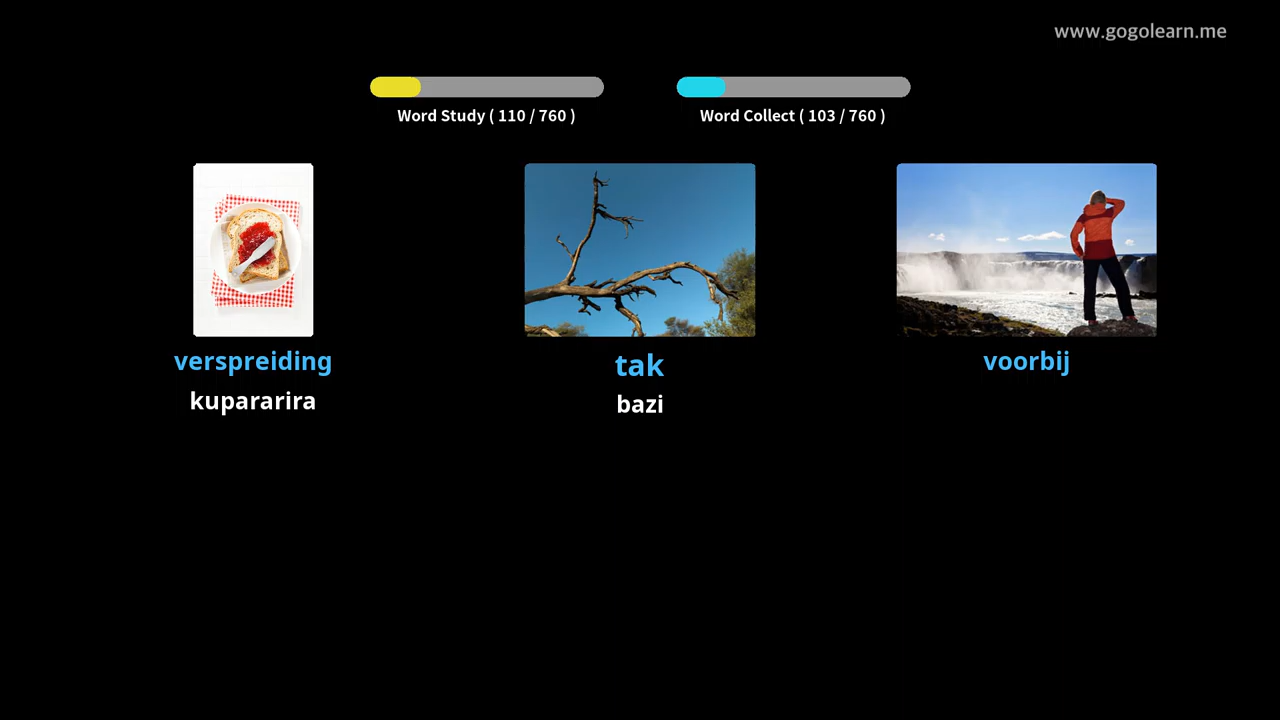 www.gogolearn.me
Word Study ( 110 / 760 )
Word Collect ( 103 / 760 )
verspreiding
kupararira
tak
bazi
voorbij